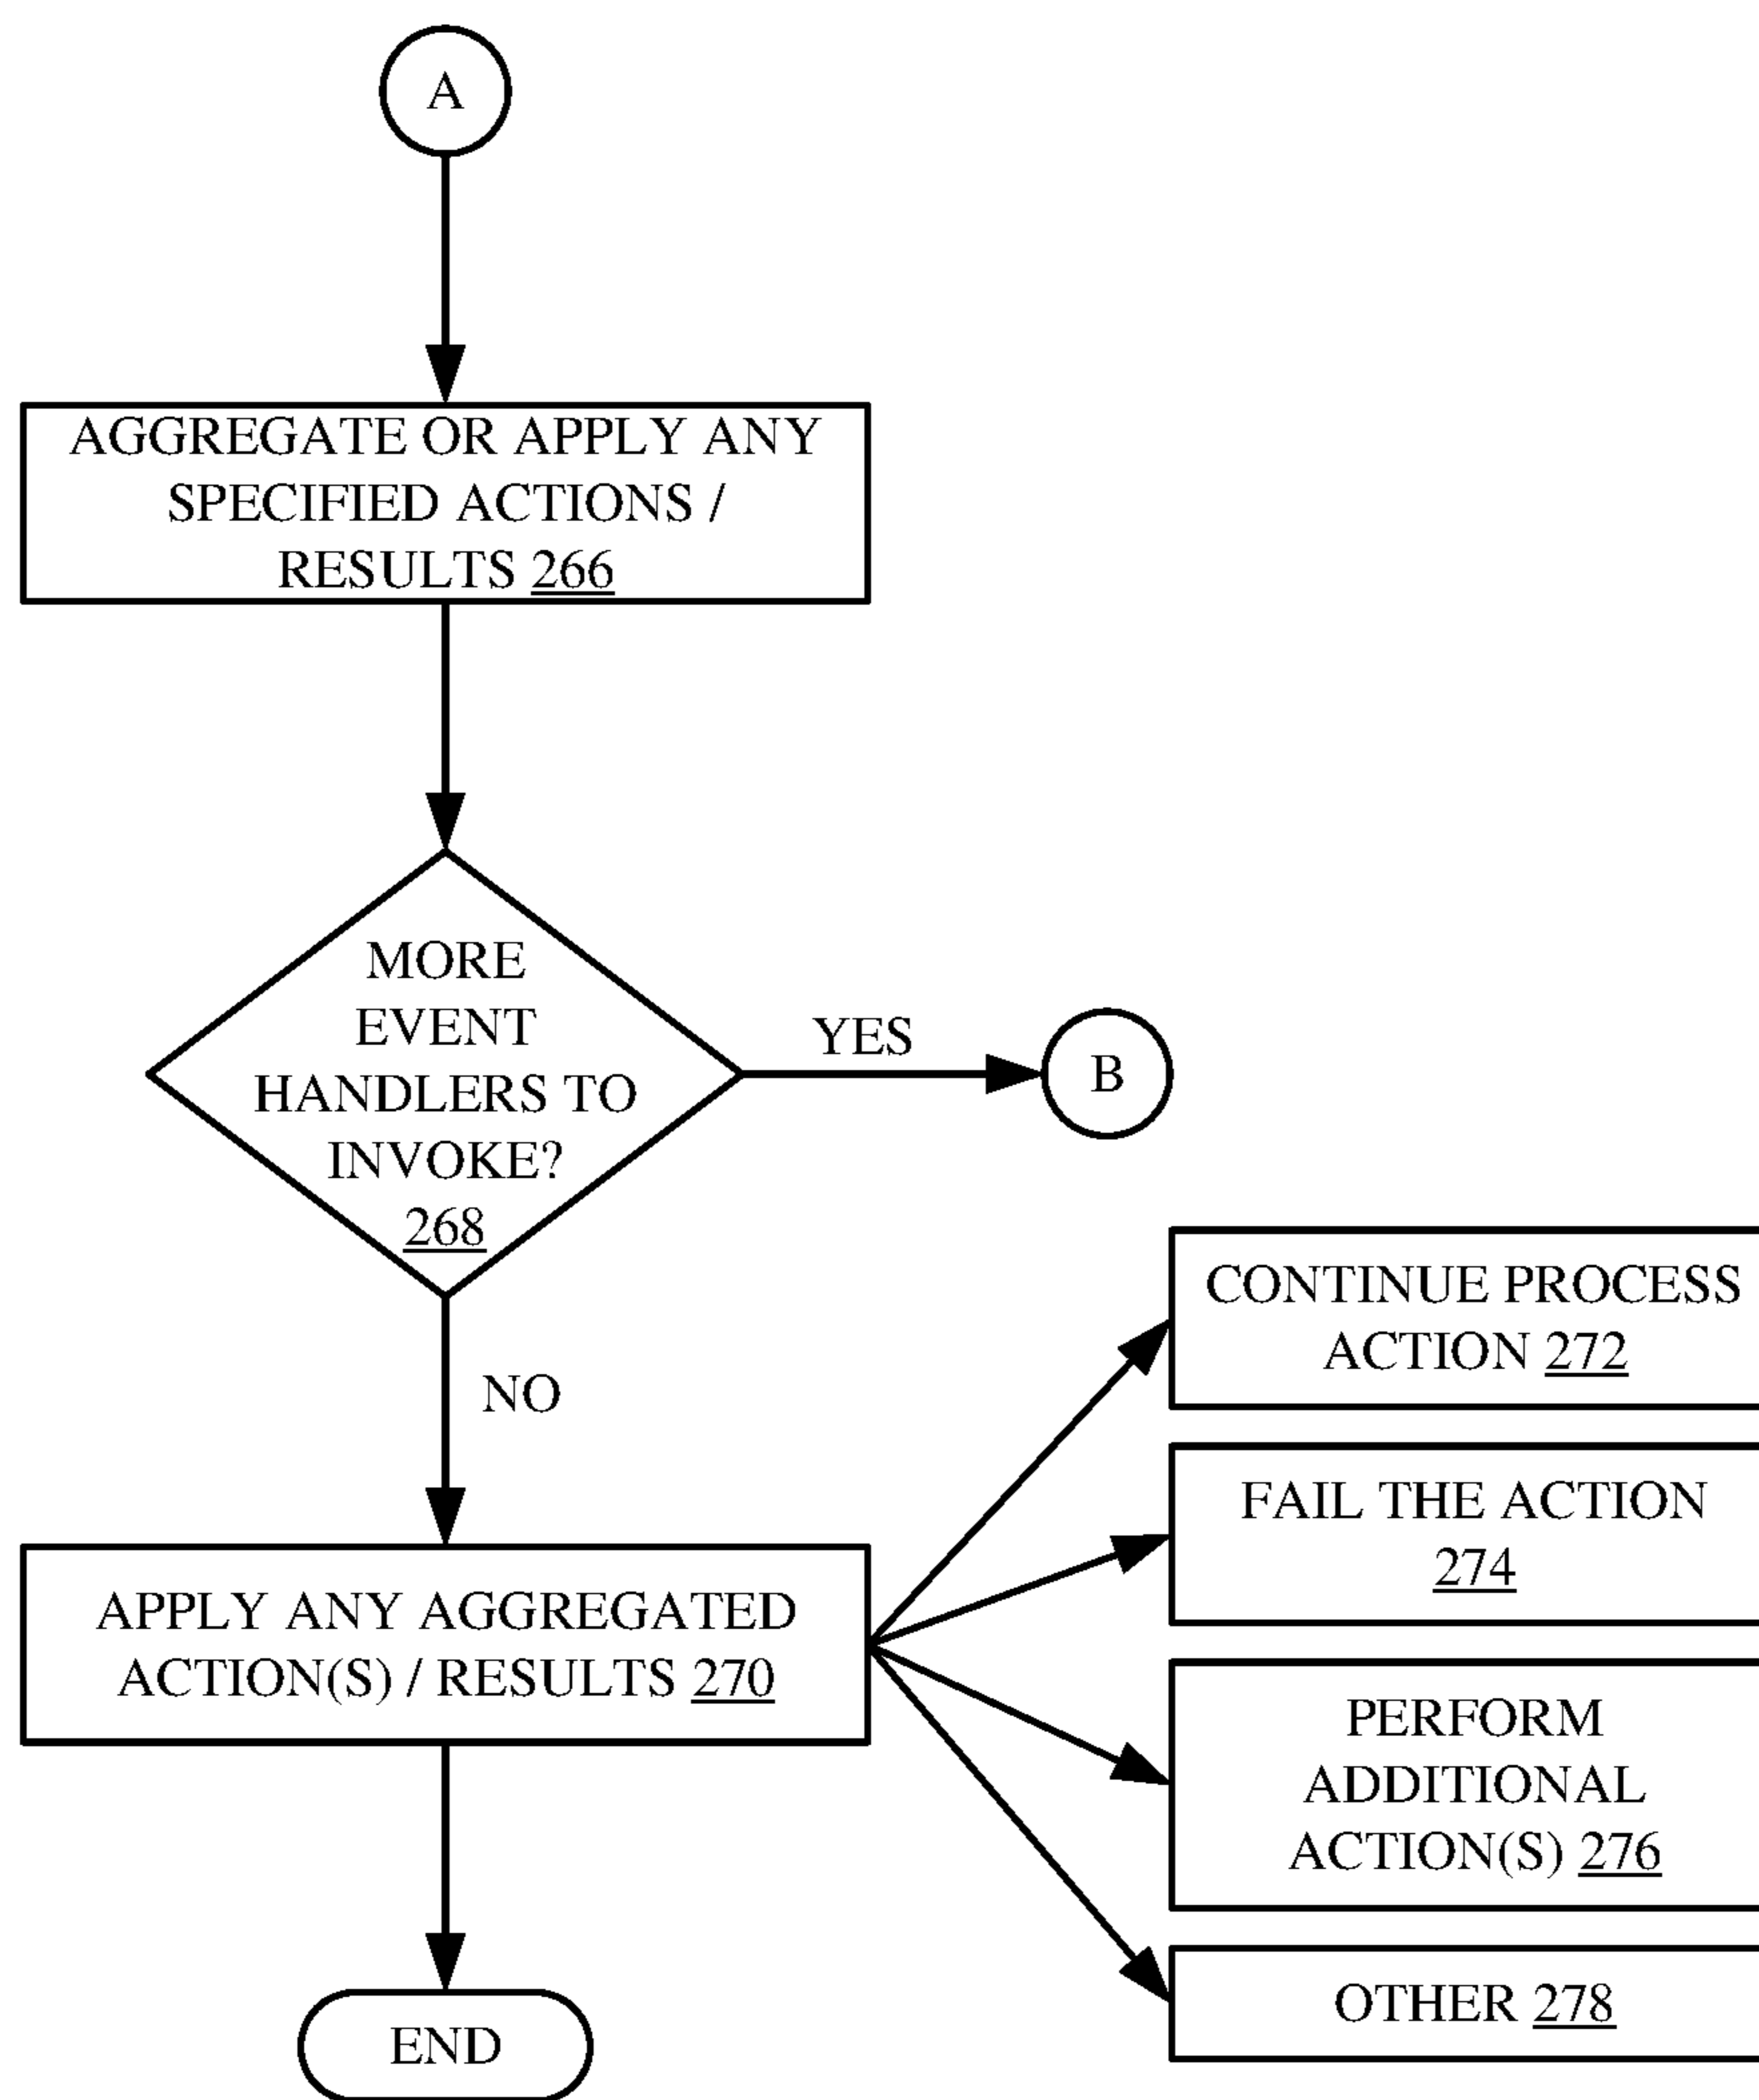 A
AGGREGATE OR APPLY ANY
SPECIFIED ACTIONS /
RESULTS 266
MORE
EVENT
HANDLERS TO
INVOKE?
268
YES
B
NO
APPLY ANY AGGREGATED
ACTION(S) / RESULTS 270
CONTINUE PROCESS
ACTION 272
FAIL THE ACTION
274
PERFORM
ADDITIONAL
ACTION(S) 276
OTHER 278
END